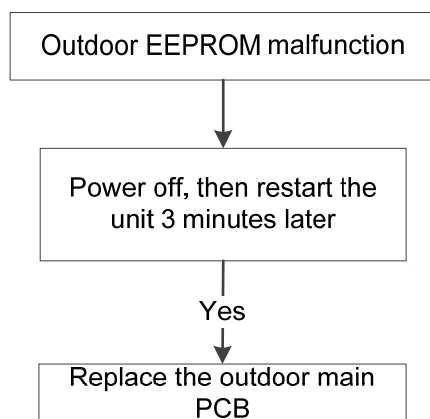 Outdoor EEPROM malfunction
Power off, then restart the
unit 3 minutes later
Yes
Replace the outdoor main
PCB